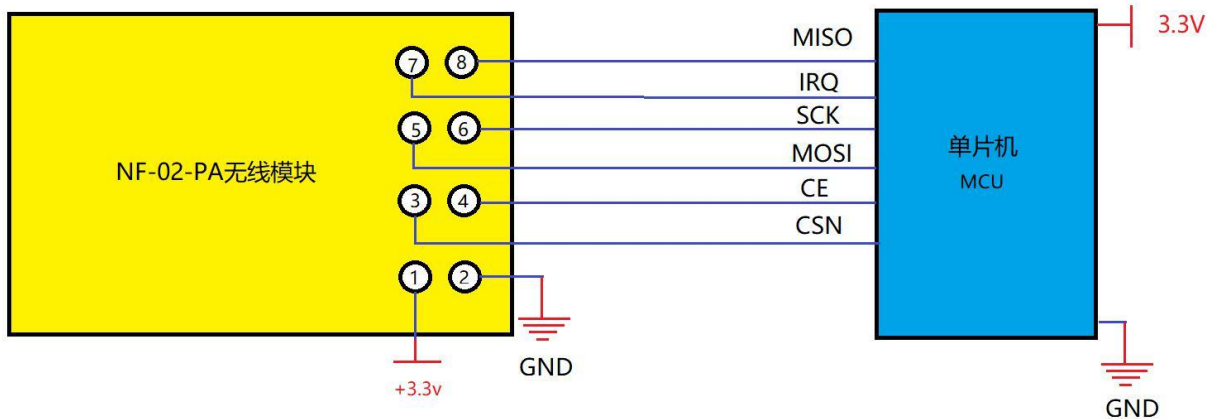 NF-02-PA无线模块
7
8
5
6
3
4
1
2
+3.3v
GND
MISO
IRQ
SCK
MOSI
CE
CSN
单片机
MCU
3.3V
GND